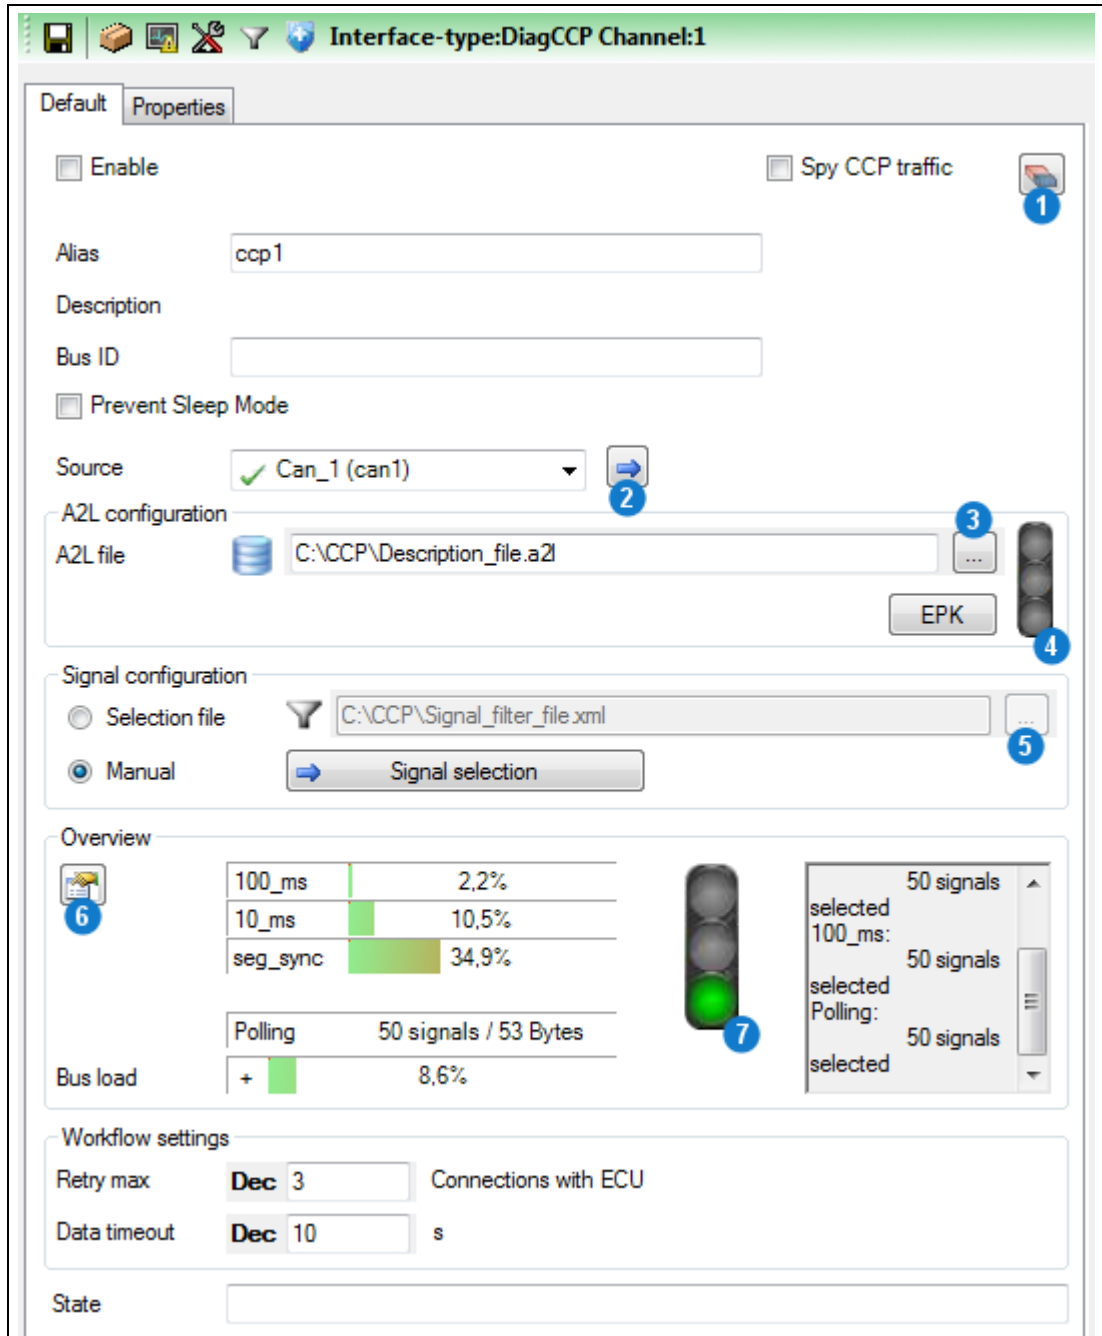 Interface-type:DiagCCP Channel:1
Default Properties
Enable Spy CCP traffic
1
Alias ccp1
Description
Bus ID
Prevent Sleep Mode
Source Can_1 (can1)
2
A2L configuration
3
A2L file C:\CCP\Description_file.a2l ...
EPK
4
Signal configuration
Selection file C:\CCP\Signal_filter_file.xml ...
5
Manual Signal selection
Overview
100_ms 2,2%
10_ms 10,5%
seg_sync 34,9%
6
50 signals
selected
100_ms:
50 signals
selected
Polling:
50 signals
selected
7
Polling 50 signals / 53 Bytes
Bus load + 8,6%
Workflow settings
Retry max Dec 3 Connections with ECU
Data timeout Dec 10 s
State